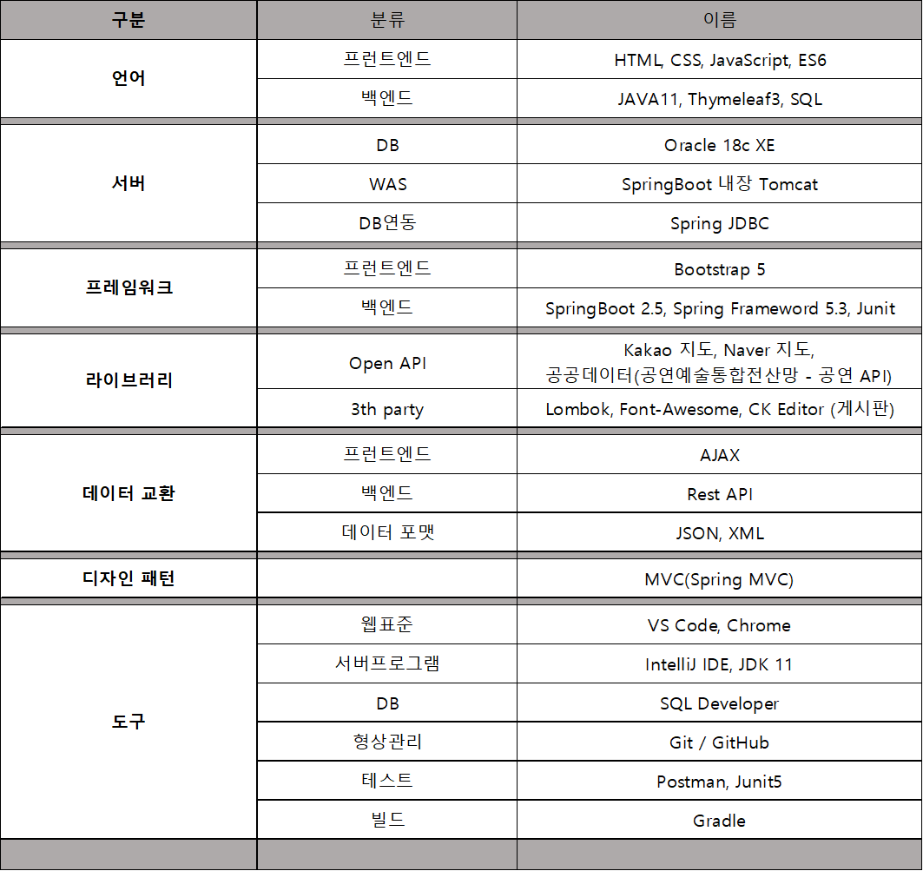 구분 분류 이름
언어 프런트엔드 HTML, CSS, JavaScript, ES6
백엔드 JAVA11, Thymeleaf3, SQL
서버 DB Oracle 18c XE
WAS SpringBoot 내장 Tomcat
DB연동 Spring JDBC
프레임워크 프런트엔드 Bootstrap 5
백엔드 SpringBoot 2.5, Spring Frameword 5.3, Junit
라이브러리 Open API Kakao 지도, Naver 지도,
공공데이터(공연예술통합전산망 - 공연 API)
3th party Lombok, Font-Awesome, CK Editor (게시판)
데이터 교환 프런트엔드 AJAX
백엔드 Rest API
데이터 포맷 JSON, XML
디자인 패턴 MVC(Spring MVC)
도구 웹표준 VS Code, Chrome
서버프로그램 IntelliJ IDE, JDK 11
DB SQL Developer
형상관리 Git / GitHub
테스트 Postman, Junit5
빌드 Gradle